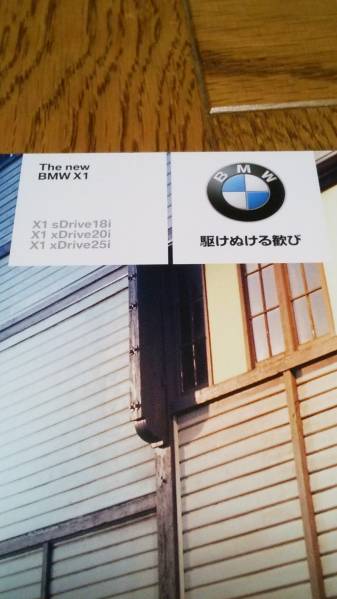 The new
BMW X1
X1 sDrive18i
X1 xDrive20i
X1 xDrive25i
BMW
駆けぬける歓び